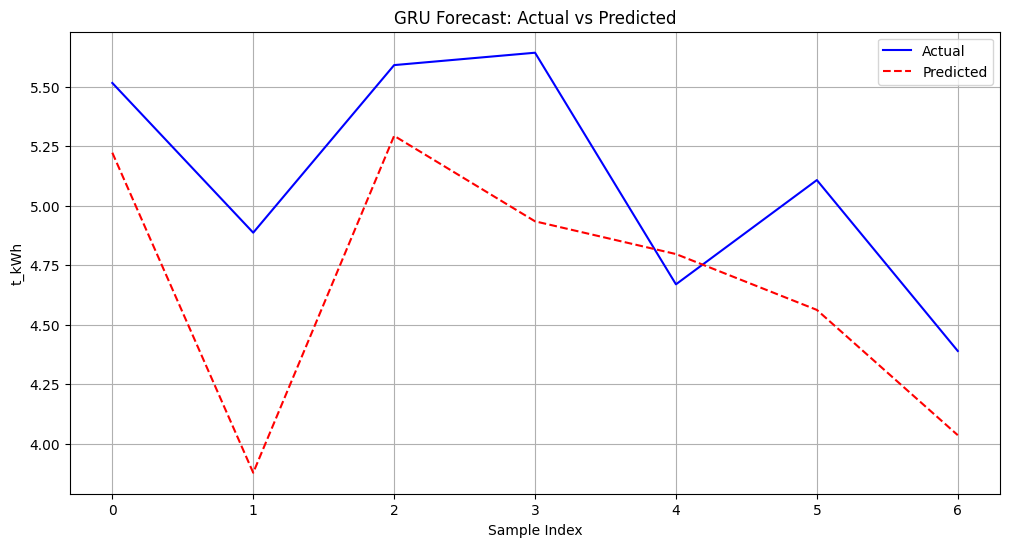 GRU Forecast: Actual vs Predicted
Actual
Predicted
5.50
5.25
5.00
4.75
4.50
4.25
4.00
t_kWh
0 1 2 3 4 5 6
Sample Index